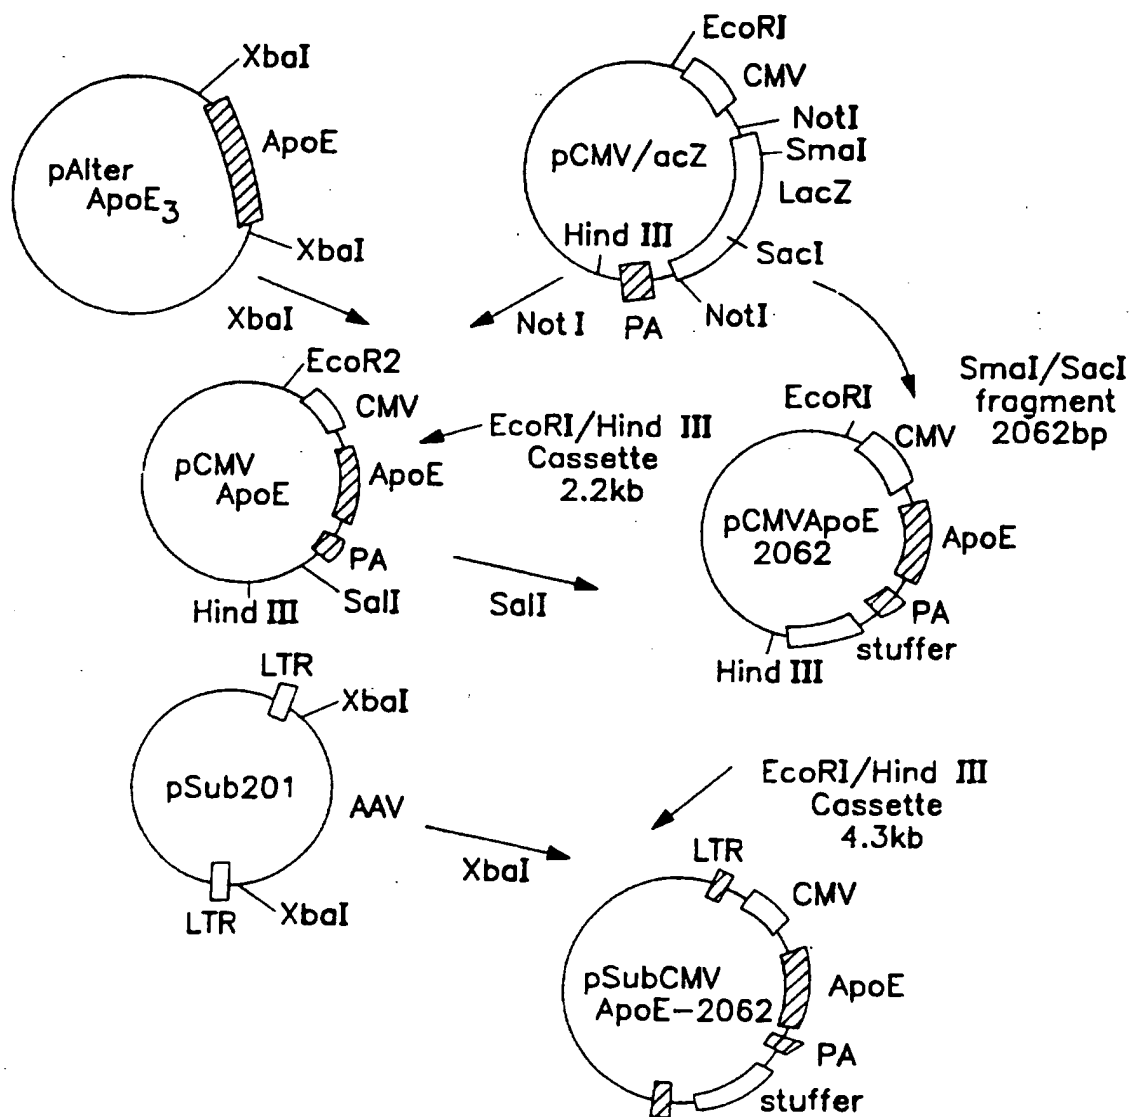 XbaI
ApoE
pAlter
ApoE3
XbaI
XbaI
EcoRI
CMV
NotI
SmaI
pCMV/acZ
LacZ
Hind III
SacI
NotI
PA
Not I
EcoR2
CMV
pCMV
ApoE
ApoE
PA
SalI
Hind III
EcoRI/Hind III
Cassette
2.2kb
SalI
SmaI/SacI
fragment
2062bp
EcoRI
CMV
pCMVApoE
2062
ApoE
PA
stuffer
Hind III
LTR
XbaI
pSub201
AAV
LTR
XbaI
XbaI
EcoRI/Hind III
Cassette
4.3kb
LTR
CMV
pSubCMV
ApoE-2062
ApoE
PA
stuffer